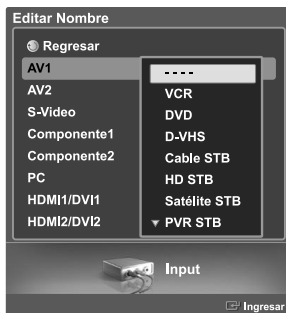 Editar Nombre
Regresar
AV1
AV2
S-Video
Componente1
Componente2
PC
HDMI1/DVI1
HDMI2/DVI2
- - - -
VCR
DVD
D-VHS
Cable STB
HD STB
Satélite STB
▼ PVR STB
Input
Ingresar